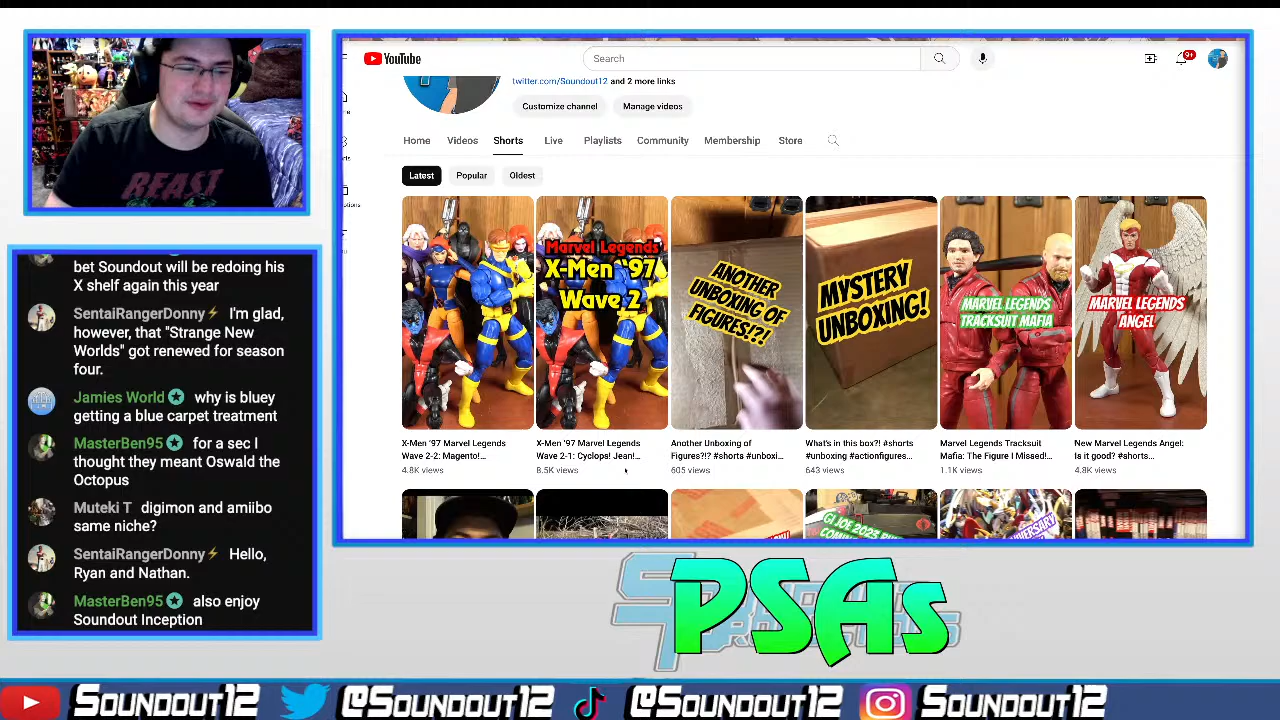 YouTube
Search
9+
twitter.com/Soundout12 and 2 more links
Customize channel
Manage videos
Home
Videos
Shorts
Live
Playlists
Community
Membership
Store
Latest
Popular
Oldest
BEAST
Marvel Legends
X-Men '97
Wave 2
ANOTHER
UNBOXING OF
FIGURES!?!
MYSTERY
UNBOXING!
MARVEL LEGENDS
TRACKSUIT MAFIA
MARVEL LEGENDS
ANGEL
X-Men '97 Marvel Legends
Wave 2-2: Magneto!...
4.8K views
X-Men '97 Marvel Legends
Wave 2-1: Cyclops! Jean!...
8.5K views
Another Unboxing of
Figures?!? #shorts #unboxi...
605 views
What's in this box?! #shorts
#unboxing #actionfigures...
643 views
Marvel Legends Tracksuit
Mafia: The Figure I Missed!...
1.1K views
New Marvel Legends Angel:
Is it good? #shorts...
4.8K views
bet Soundout will be redoing his
X shelf again this year
SentaiRangerDonny⚡ I'm glad,
however, that "Strange New
Worlds" got renewed for season
four.
Jamies World why is bluey
getting a blue carpet treatment
MasterBen95 for a sec I
thought they meant Oswald the
Octopus
Muteki T digimon and amiibo
same niche?
SentaiRangerDonny⚡ Hello,
Ryan and Nathan.
MasterBen95 also enjoy
Soundout Inception
PSAs
Soundout12
@Soundout12
@Soundout12
Soundout12